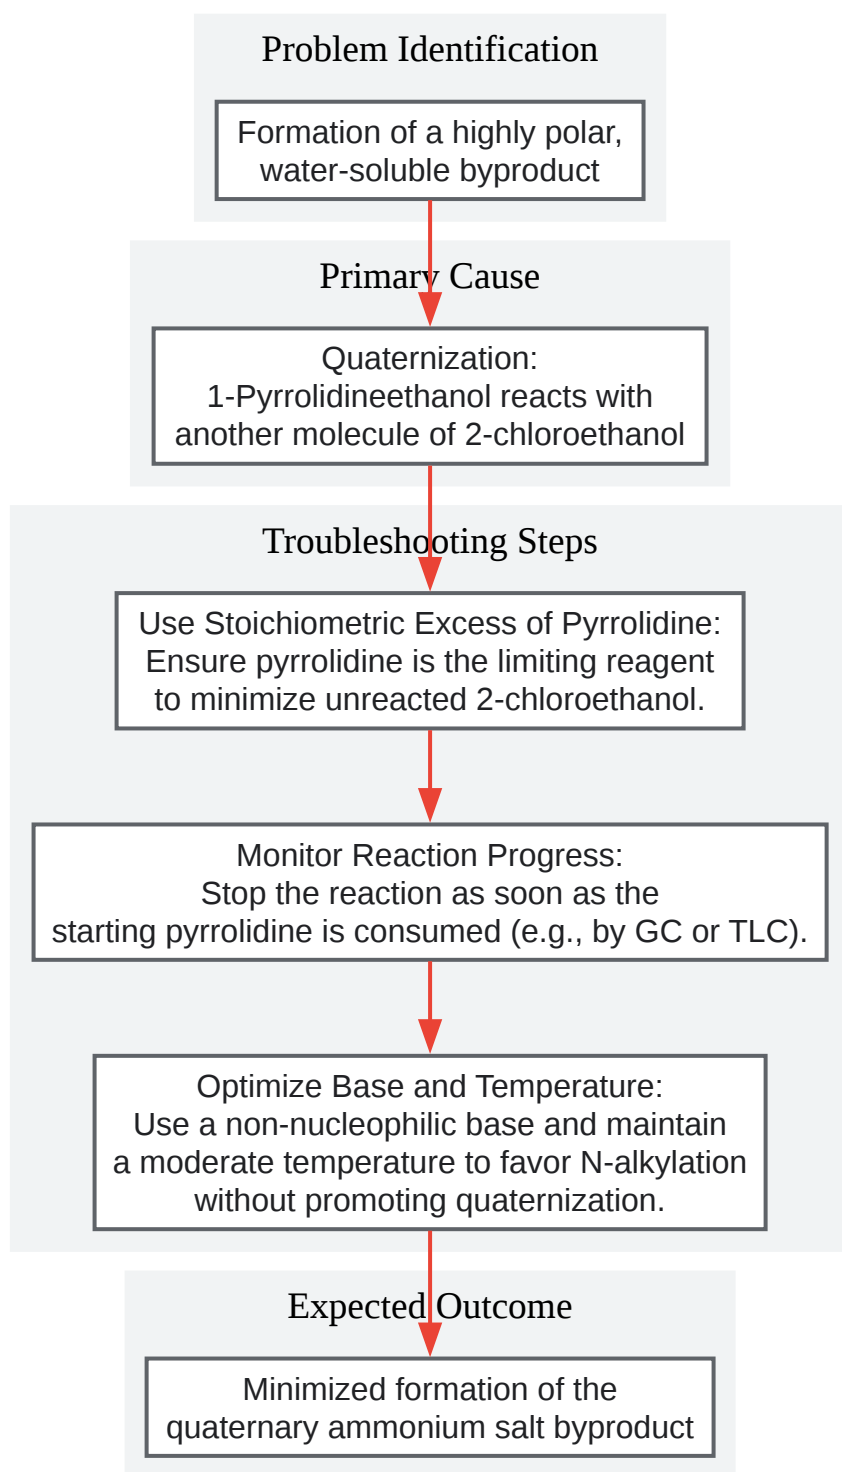 Problem Identification
Formation of a highly polar,
water-soluble byproduct
Primary Cause
Quaternization:
1-Pyrrolidineethanol reacts with
another molecule of 2-chloroethanol
Troubleshooting Steps
Use Stoichiometric Excess of Pyrrolidine:
Ensure pyrrolidine is the limiting reagent
to minimize unreacted 2-chloroethanol.
Monitor Reaction Progress:
Stop the reaction as soon as the
starting pyrrolidine is consumed (e.g., by GC or TLC).
Optimize Base and Temperature:
Use a non-nucleophilic base and maintain
a moderate temperature to favor N-alkylation
without promoting quaternization.
Expected Outcome
Minimized formation of the
quaternary ammonium salt byproduct